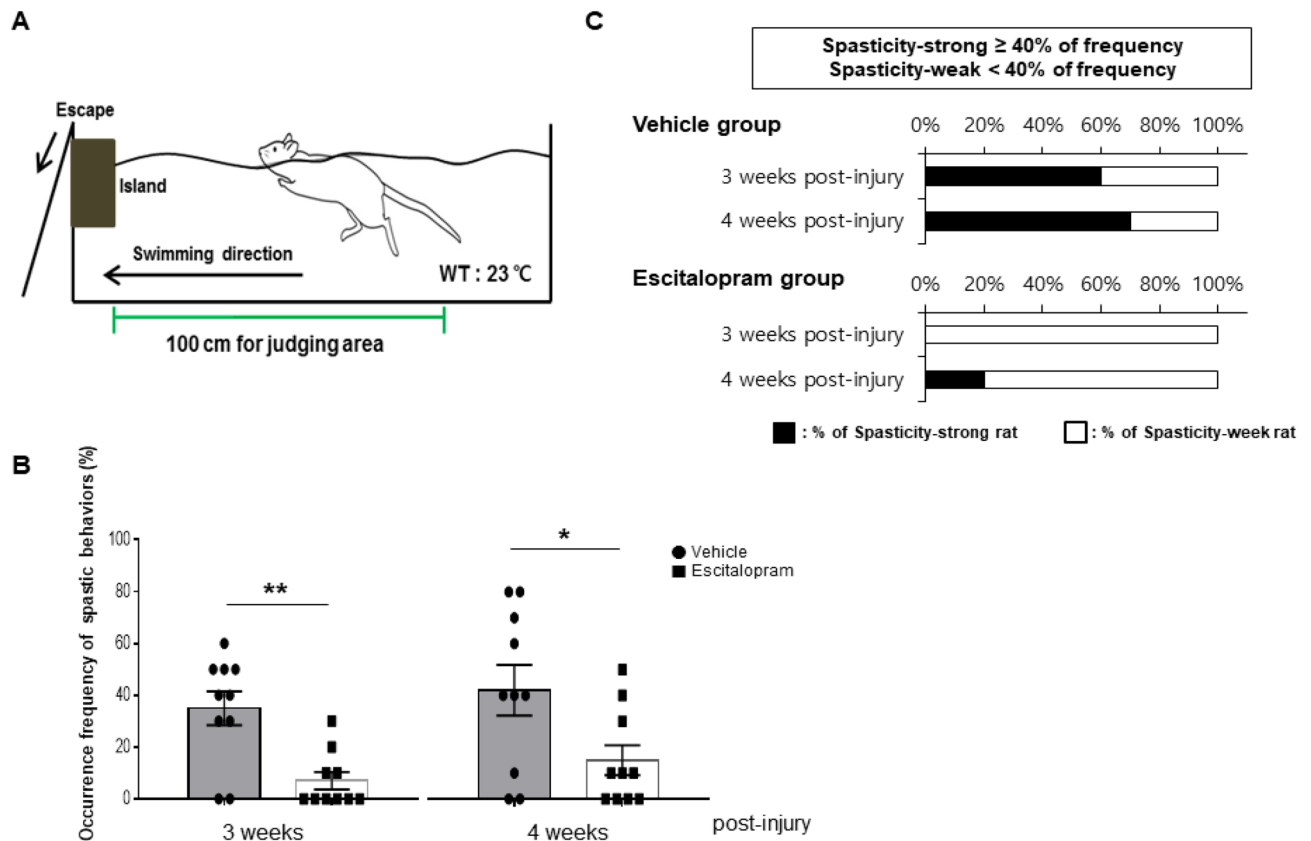 A
Escape
Island
Swimming direction
WT : 23 ℃
100 cm for judging area
C
Spasticity-strong ≥ 40% of frequency
Spasticity-weak < 40% of frequency
Vehicle group
0% 20% 40% 60% 80% 100%
3 weeks post-injury
4 weeks post-injury
Escitalopram group
0% 20% 40% 60% 80% 100%
3 weeks post-injury
4 weeks post-injury
: % of Spasticity-strong rat
: % of Spasticity-week rat
B
Occurrence frequency of spastic behaviors (%)
100
80
60
40
20
0
**
*
Vehicle
Escitalopram
3 weeks
4 weeks
post-injury